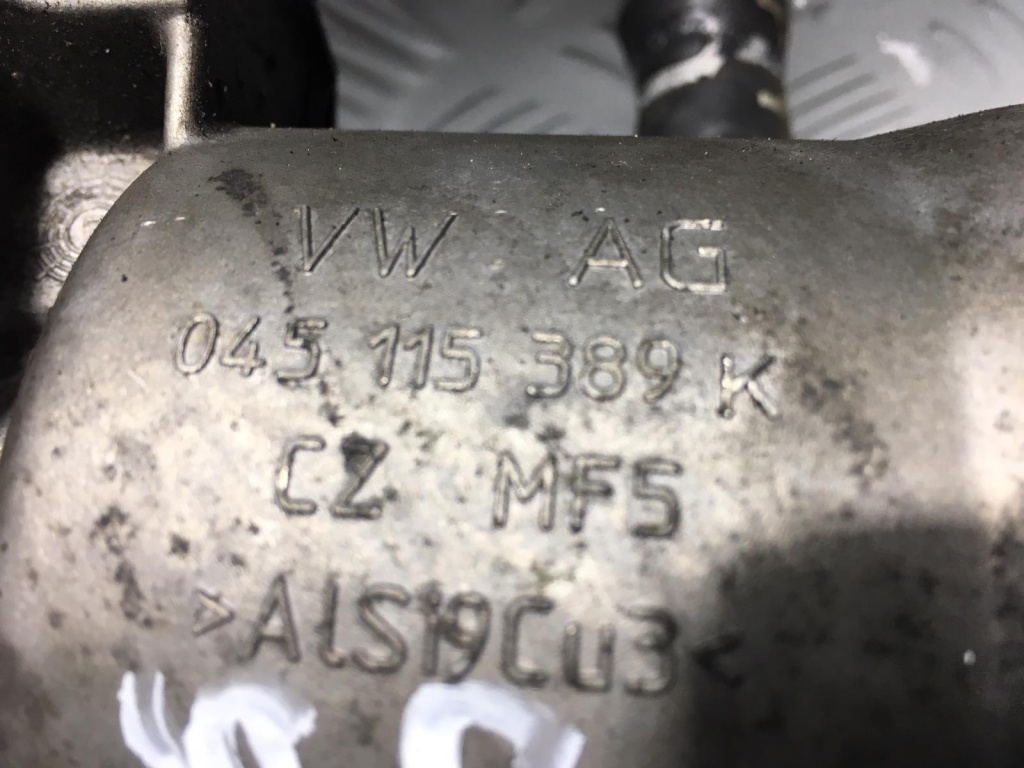 VW AG
045 115 389 K
CZ MF5
>AlSi9Cu3<